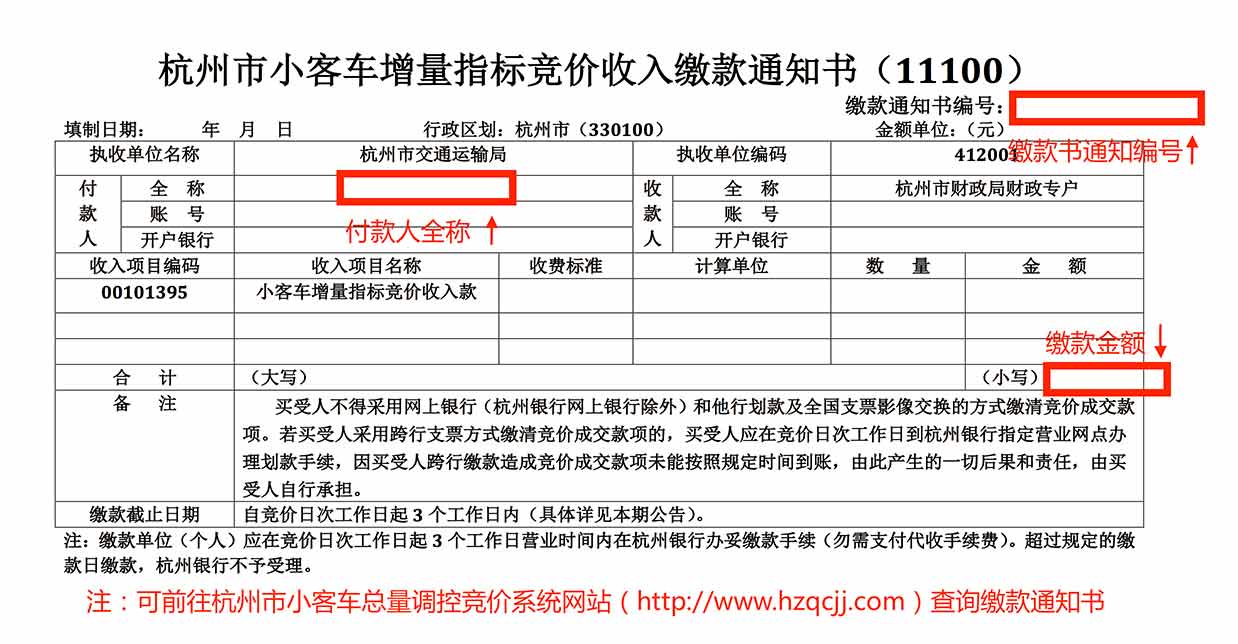 杭州市小客车增量指标竞价收入缴款通知书（11100）
缴款通知书编号：
填制日期： 年 月 日 行政区划：杭州市（330100） 金额单位：（元）
缴款书通知编号
执收单位名称 杭州市交通运输局 执收单位编码 412001
付款人 全 称 收款人 全 称 杭州市财政局财政专户
账 号 账 号
付款人全称
开户银行 开户银行
收入项目编码 收入项目名称 收费标准 计算单位 数 量 金 额
00101395 小客车增量指标竞价收入款
缴款金额
合 计 （大写） （小写）
备 注 买受人不得采用网上银行（杭州银行网上银行除外）和他行划款及全国支票影像交换的方式缴清竞价成交款
项。若买受人采用跨行支票方式缴清竞价成交款项的，买受人应在竞价日次工作日到杭州银行指定营业网点办
理划款手续，因买受人跨行缴款造成竞价成交款项未能按照规定时间到账，由此产生的一切后果和责任，由买
受人自行承担。
缴款截止日期 自竞价日次工作日起 3 个工作日内（具体详见本期公告）。
注：缴款单位（个人）应在竞价日次工作日起 3 个工作日营业时间内在杭州银行办妥缴款手续（勿需支付代收手续费）。超过规定的缴
款日缴款，杭州银行不予受理。
注：可前往杭州市小客车总量调控竞价系统网站（http://www.hzqcjj.com）查询缴款通知书